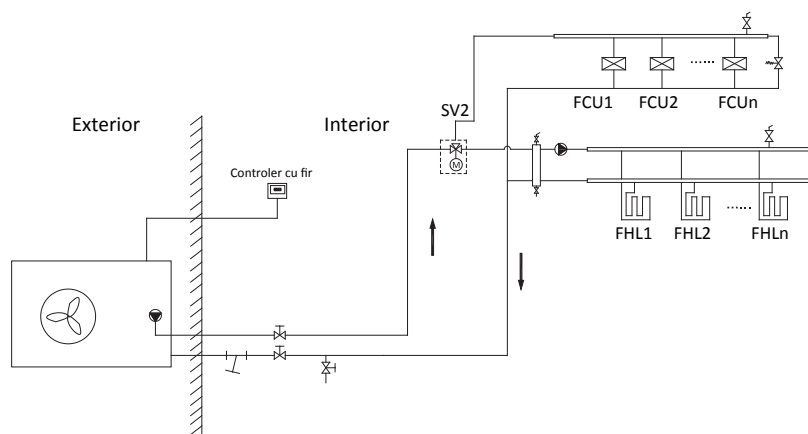 FCU1
FCU2
......
FCUn
SV2
Exterior
Interior
M
Controler cu fir
FHL1
FHL2
......
FHLn